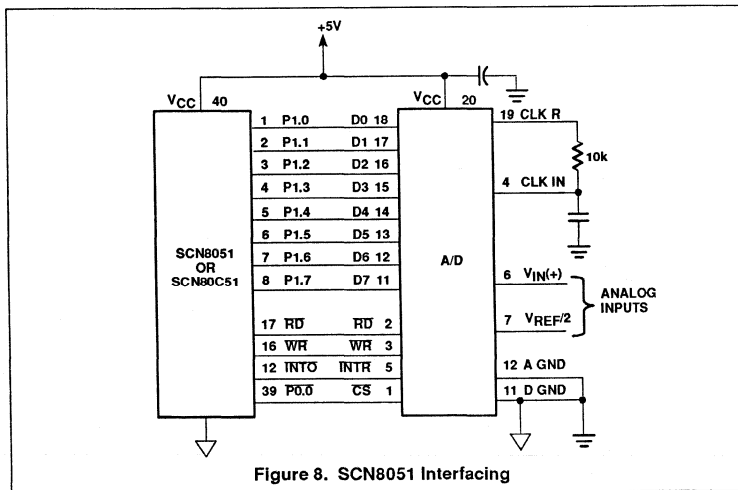 +5V
VCC 40
VCC 20
1 P1.0 D0 18
2 P1.1 D1 17
3 P1.2 D2 16
4 P1.3 D3 15
5 P1.4 D4 14
6 P1.5 D5 13
7 P1.6 D6 12
8 P1.7 D7 11
17 RD RD 2
16 WR WR 3
12 INTO INTR 5
39 P0.0 CS 1
SCN8051
OR
SCN80C51
A/D
19 CLK R
10k
4 CLK IN
6 VIN(+)
7 VREF/2
ANALOG
INPUTS
12 A GND
11 D GND
Figure 8. SCN8051 Interfacing